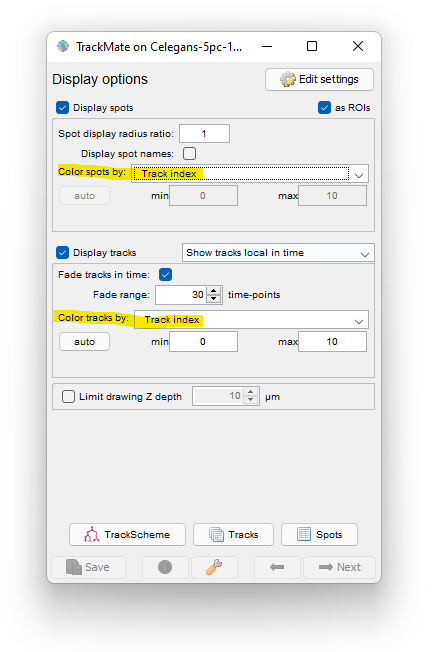 TrackMate on Celegans-5pc-1...
Display options
Edit settings
Display spots
as ROIs
Spot display radius ratio: 1
Display spot names:
Color spots by: Track index
auto min 0 max 10
Display tracks Show tracks local in time
Fade tracks in time:
Fade range: 30 time-points
Color tracks by: Track index
auto min 0 max 10
Limit drawing Z depth 10 µm
TrackScheme Tracks Spots
Save Next